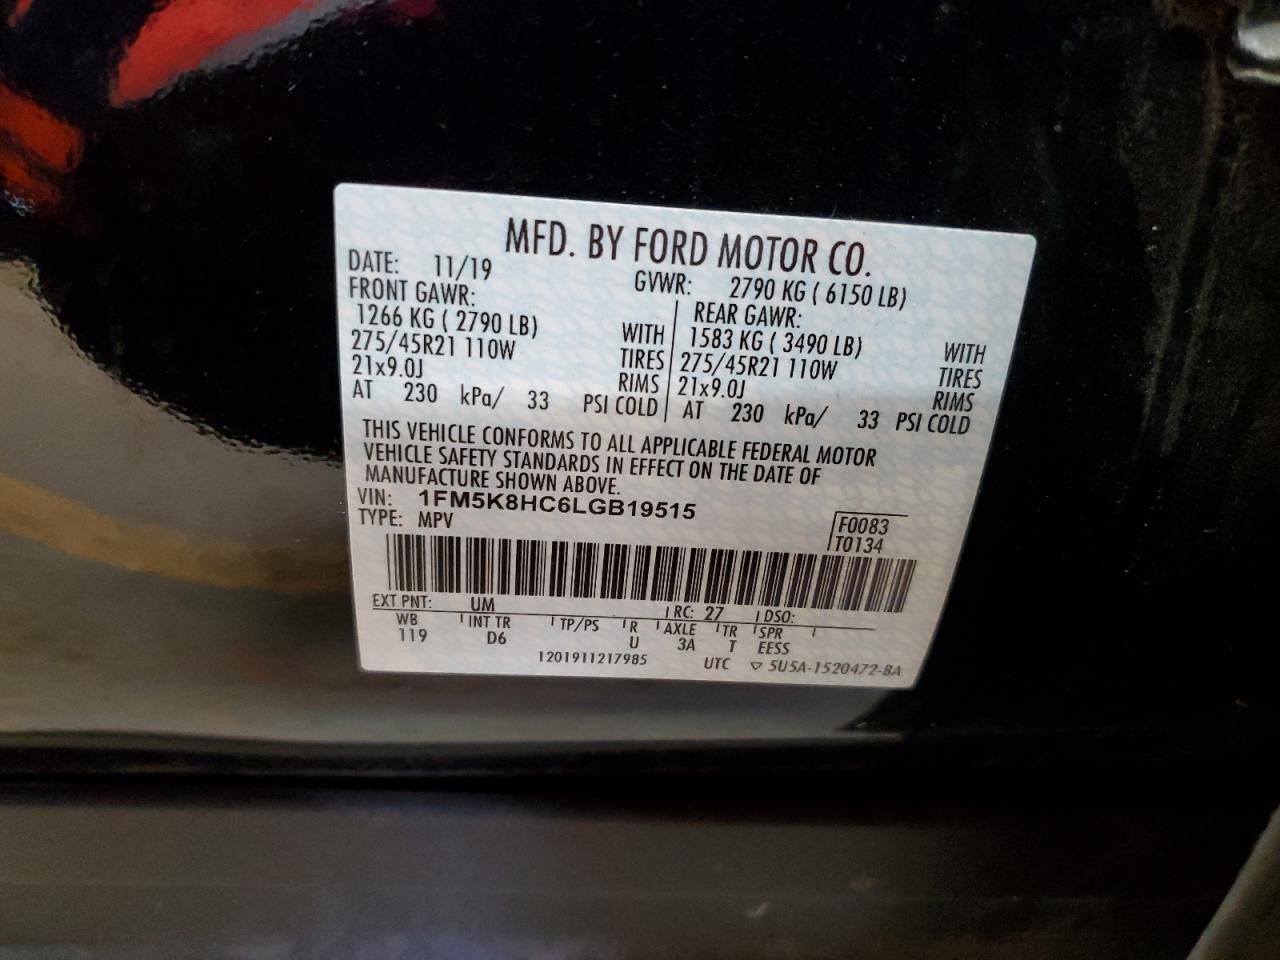 MFD. BY FORD MOTOR CO.
DATE: 11/19 GVWR: 2790 KG ( 6150 LB)
FRONT GAWR: REAR GAWR:
1266 KG ( 2790 LB) WITH 1583 KG ( 3490 LB) WITH
275/45R21 110W TIRES 275/45R21 110W TIRES
21x9.0J RIMS 21x9.0J RIMS
AT 230 kPa/ 33 PSI COLD AT 230 kPa/ 33 PSI COLD
THIS VEHICLE CONFORMS TO ALL APPLICABLE FEDERAL MOTOR
VEHICLE SAFETY STANDARDS IN EFFECT ON THE DATE OF
MANUFACTURE SHOWN ABOVE.
VIN: 1FM5K8HC6LGB19515
TYPE: MPV
F0083
T0134
EXT PNT: UM RC: 27 DSO:
WB INT TR TP/PS R AXLE TR SPR
119 D6 U 3A T EESS
1201911217985 UTC ▽ 5U5A-1520472-BA